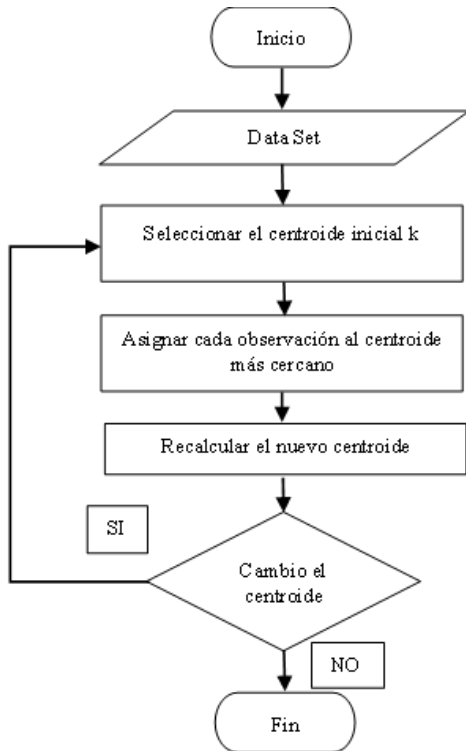 Inicio
Data Set
Seleccionar el centroide inicial k
Asignar cada observación al centroide
más cercano
Recalcular el nuevo centroide
SI
Cambio el
centroide
NO
Fin